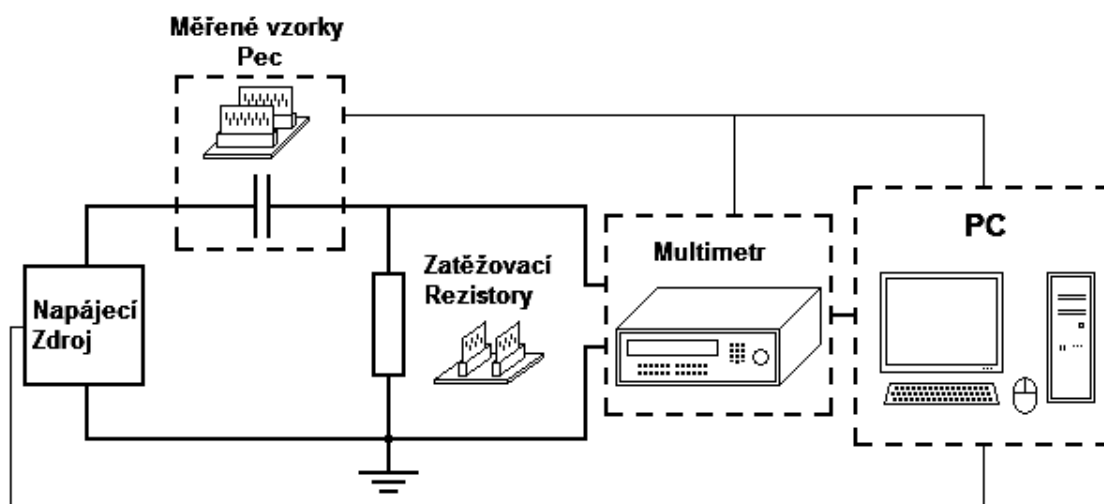 Měřené vzorky
Pec
Napájecí
Zdroj
Zatěžovací
Rezistory
Multimetr
PC